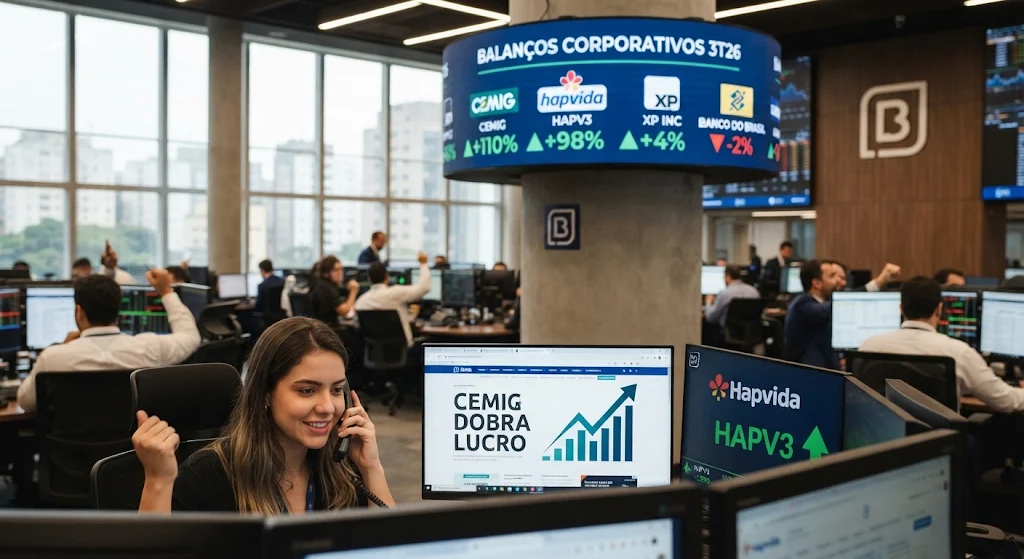 BALANÇOS CORPORATIVOS 3T26
CEMIG
hapvida
XP
CEMIG
HAPV3
XP INC
BANCO DO BRASIL
▲+110%
▲+98%
▲+4%
▼-2%
B
B
CEMIG
DOBRA
LUCRO
Hapvida
HAPV3
Hapvida